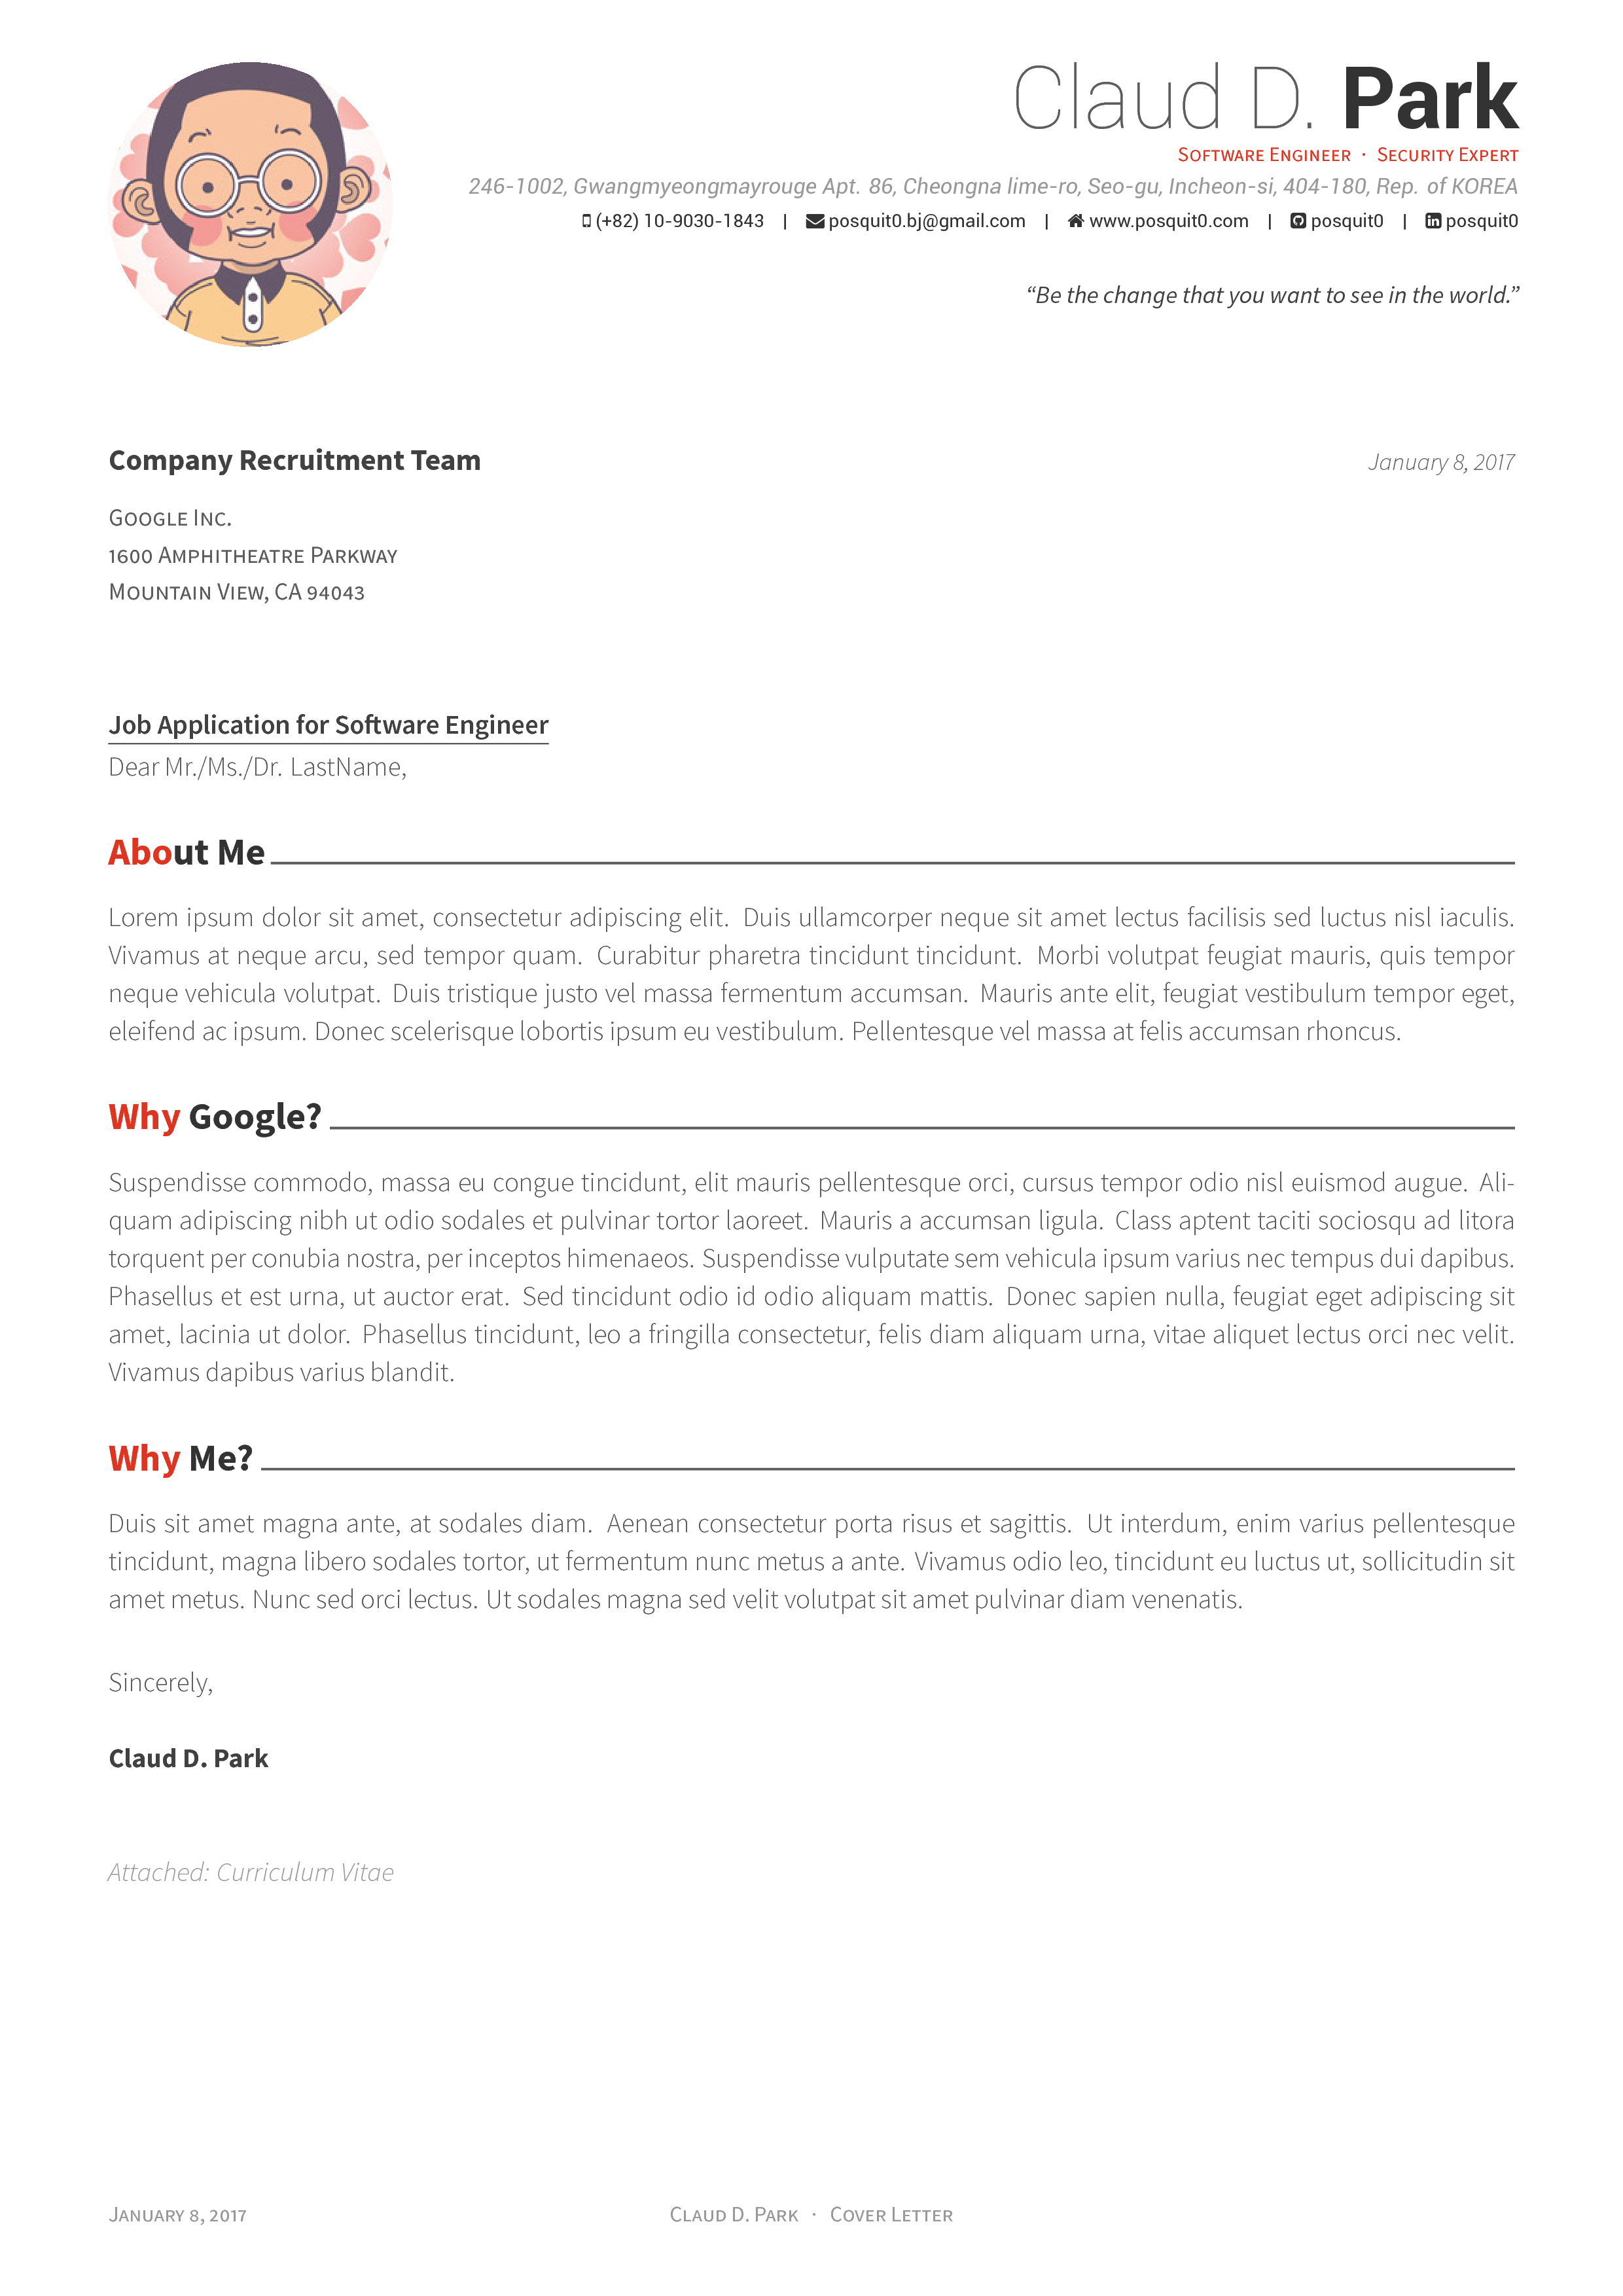 Claud D. Park
Software Engineer · Security Expert
246-1002, Gwangmyeongmayrouge Apt. 86, Cheongna lime-ro, Seo-gu, Incheon-si, 404-180, Rep. of KOREA
(+82) 10-9030-1843 | posquit0.bj@gmail.com | www.posquit0.com | posquit0 | posquit0
“Be the change that you want to see in the world.”
Company Recruitment Team
January 8, 2017
Google Inc.
1600 Amphitheatre Parkway
Mountain View, CA 94043
Job Application for Software Engineer
Dear Mr./Ms./Dr. LastName,
About Me
Lorem ipsum dolor sit amet, consectetur adipiscing elit. Duis ullamcorper neque sit amet lectus facilisis sed luctus nisl iaculis.
Vivamus at neque arcu, sed tempor quam. Curabitur pharetra tincidunt tincidunt. Morbi volutpat feugiat mauris, quis tempor
neque vehicula volutpat. Duis tristique justo vel massa fermentum accumsan. Mauris ante elit, feugiat vestibulum tempor eget,
eleifend ac ipsum. Donec scelerisque lobortis ipsum eu vestibulum. Pellentesque vel massa at felis accumsan rhoncus.
Why Google?
Suspendisse commodo, massa eu congue tincidunt, elit mauris pellentesque orci, cursus tempor odio nisl euismod augue. Ali-
quam adipiscing nibh ut odio sodales et pulvinar tortor laoreet. Mauris a accumsan ligula. Class aptent taciti sociosqu ad litora
torquent per conubia nostra, per inceptos himenaeos. Suspendisse vulputate sem vehicula ipsum varius nec tempus dui dapibus.
Phasellus et est urna, ut auctor erat. Sed tincidunt odio id odio aliquam mattis. Donec sapien nulla, feugiat eget adipiscing sit
amet, lacinia ut dolor. Phasellus tincidunt, leo a fringilla consectetur, felis diam aliquam urna, vitae aliquet lectus orci nec velit.
Vivamus dapibus varius blandit.
Why Me?
Duis sit amet magna ante, at sodales diam. Aenean consectetur porta risus et sagittis. Ut interdum, enim varius pellentesque
tincidunt, magna libero sodales tortor, ut fermentum nunc metus a ante. Vivamus odio leo, tincidunt eu luctus ut, sollicitudin sit
amet metus. Nunc sed orci lectus. Ut sodales magna sed velit volutpat sit amet pulvinar diam venenatis.
Sincerely,
Claud D. Park
Attached: Curriculum Vitae
January 8, 2017
Claud D. Park · Cover Letter